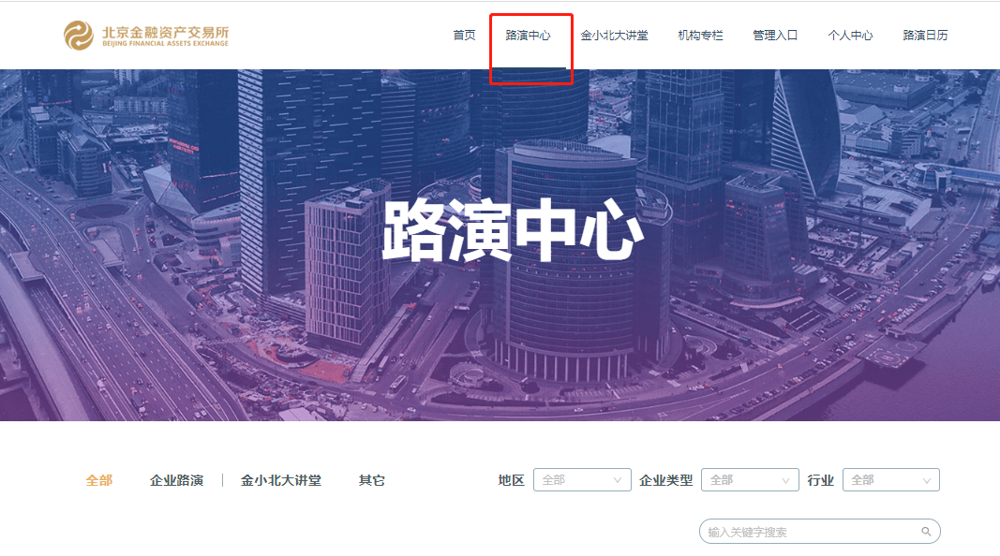 北京金融资产交易所
BEIJING FINANCIAL ASSETS EXCHANGE
首页 路演中心 金小北大讲堂 机构专栏 管理入口 个人中心 路演日历
路演中心
全部 企业路演 金小北大讲堂 其它 地区 全部 企业类型 全部 行业 全部
输入关键字搜索